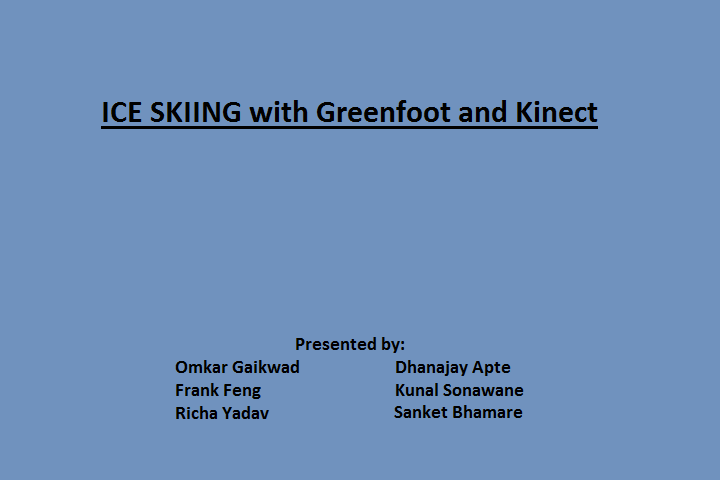 ICE SKIING with Greenfoot and Kinect
Presented by:
Omkar Gaikwad Dhanajay Apte
Frank Feng Kunal Sonawane
Richa Yadav Sanket Bhamare